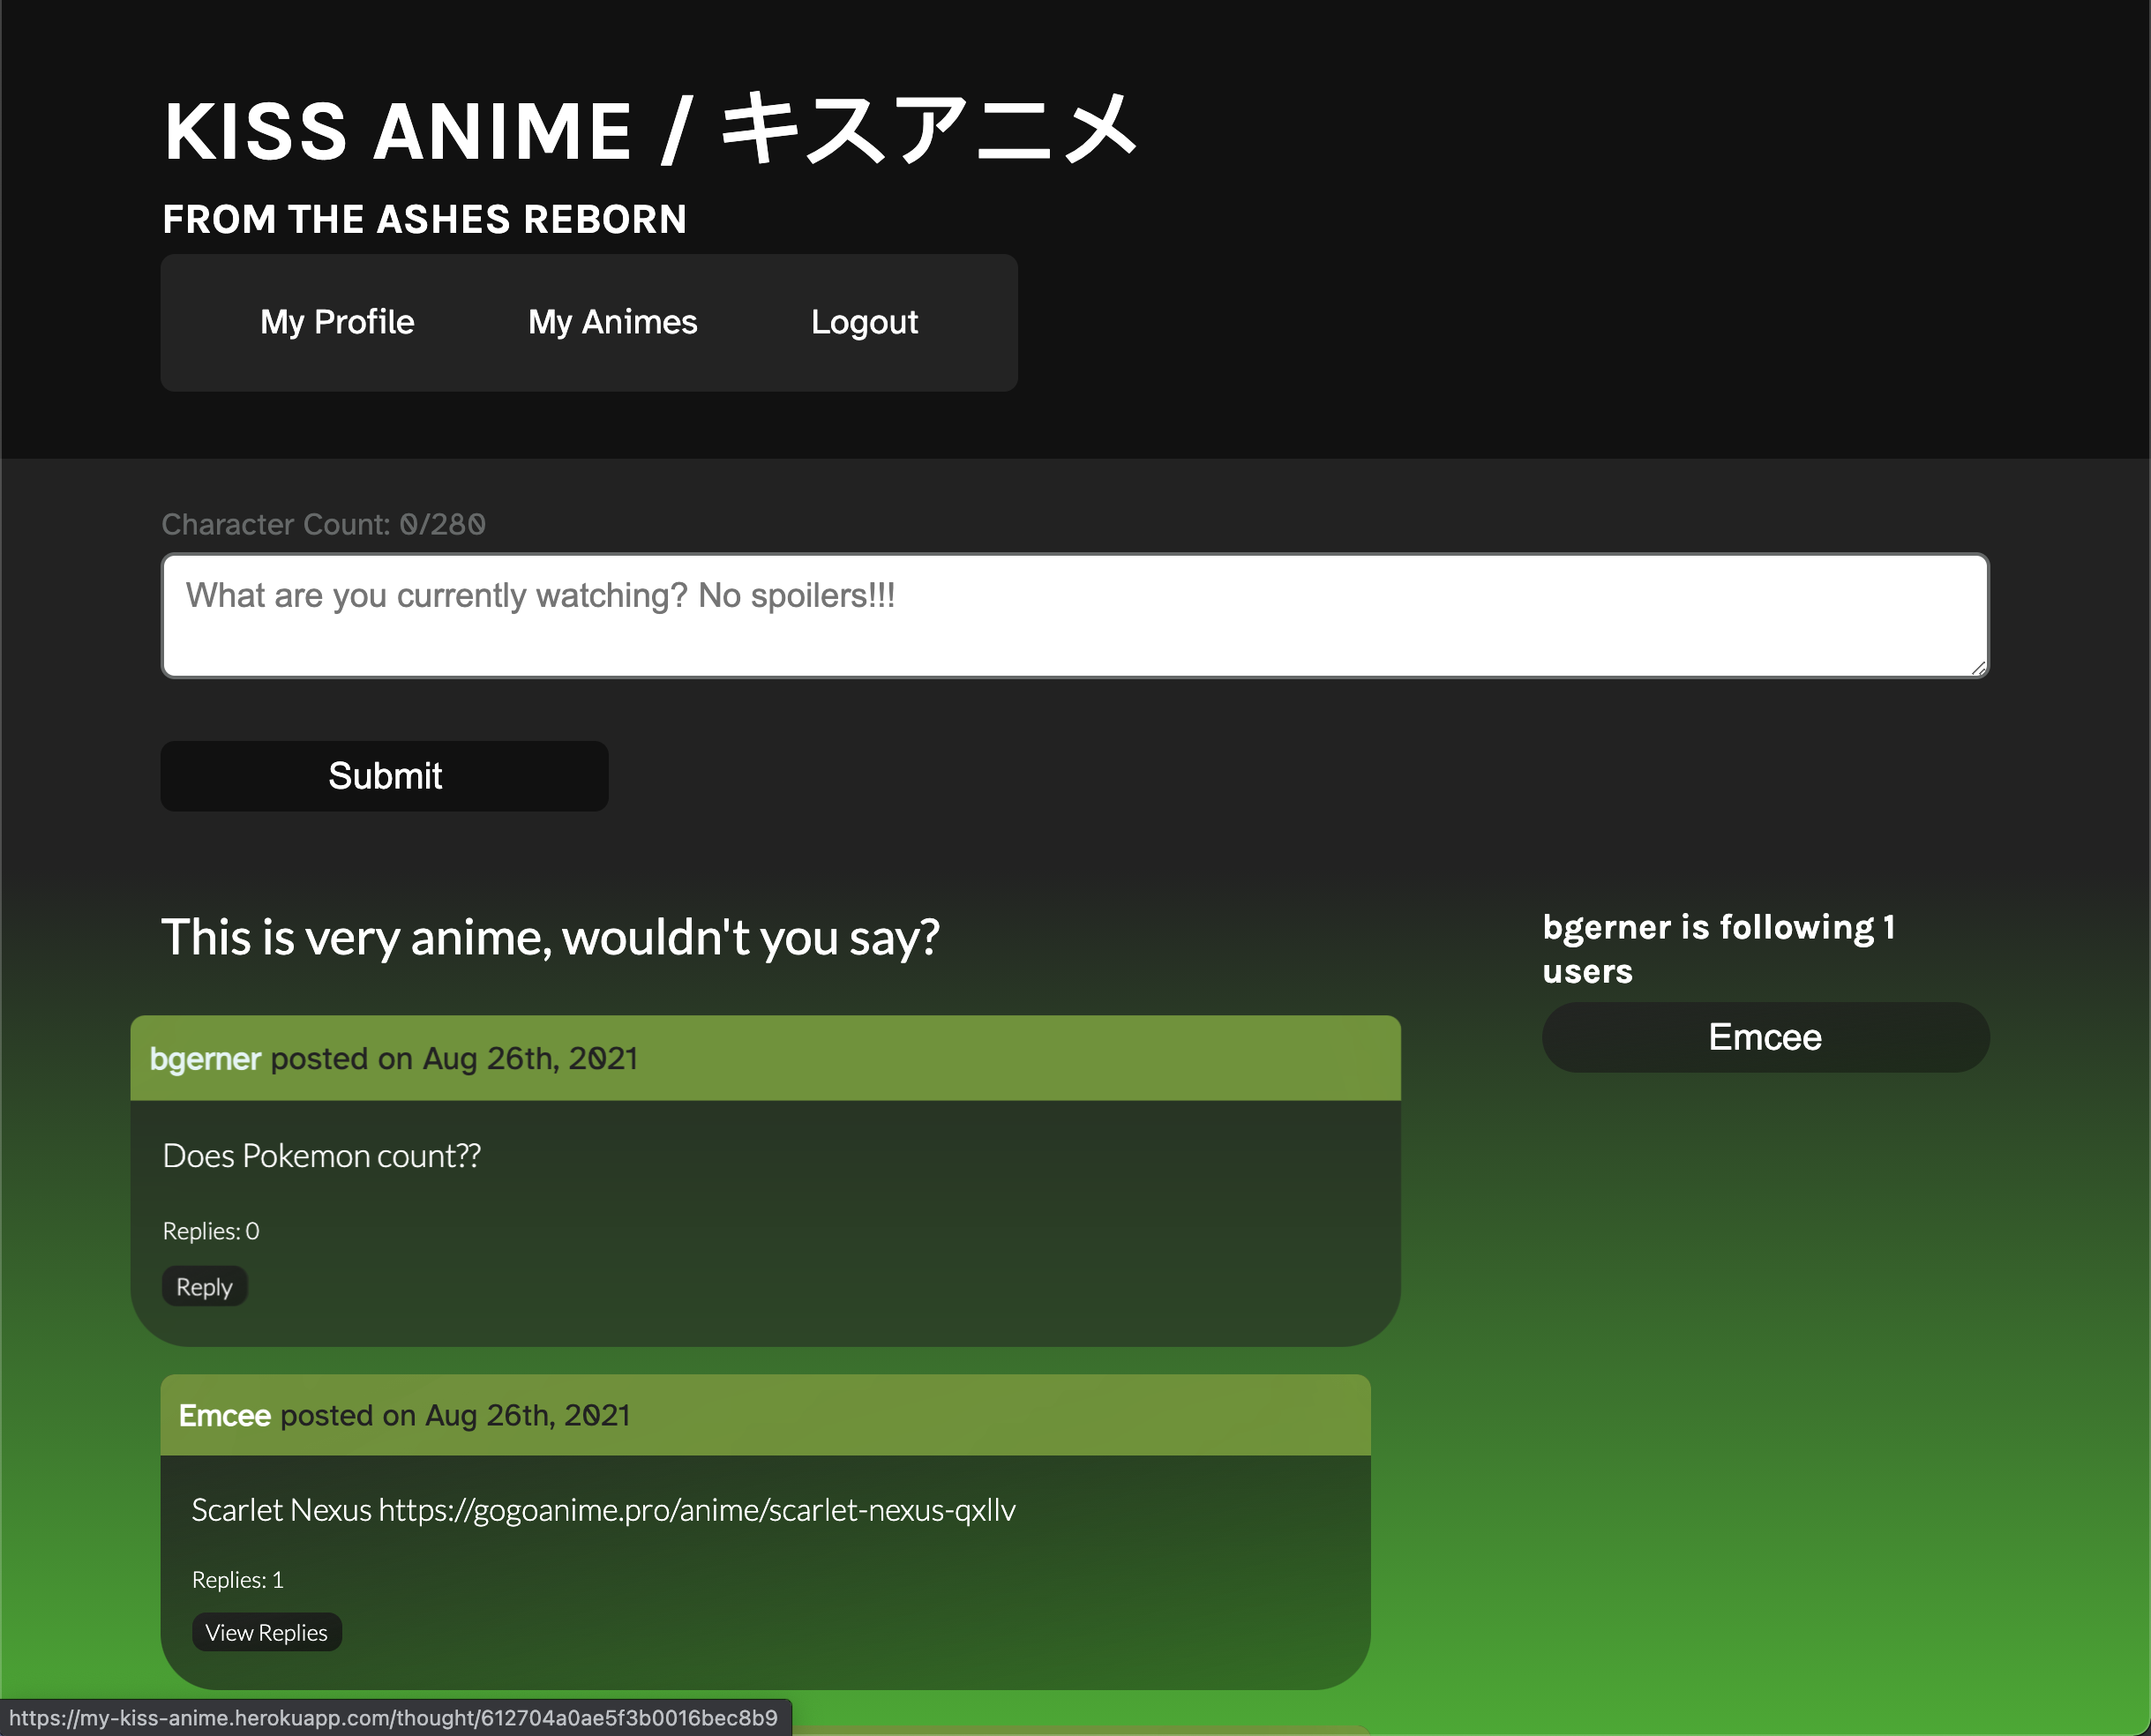 KISS ANIME / キスアニメ
FROM THE ASHES REBORN
My Profile My Animes Logout
Character Count: 0/280
What are you currently watching? No spoilers!!!
Submit
This is very anime, wouldn't you say?
bgerner posted on Aug 26th, 2021
Does Pokemon count??
Replies: 0
Reply
Emcee posted on Aug 26th, 2021
Scarlet Nexus https://gogoanime.pro/anime/scarlet-nexus-qxllv
Replies: 1
View Replies
bgerner is following 1
users
Emcee
https://my-kiss-anime.herokuapp.com/thought/612704a0ae5f3b0016bec8b9